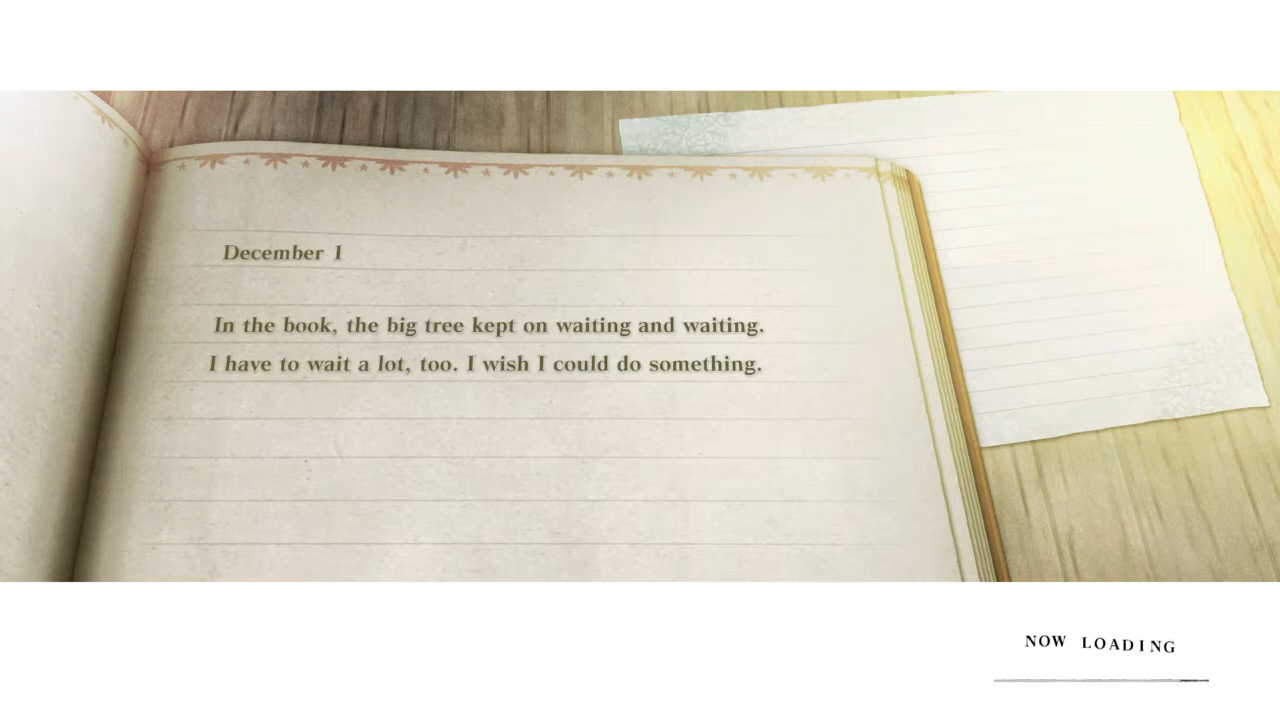 December 1
In the book, the big tree kept on waiting and waiting.
I have to wait a lot, too. I wish I could do something.
NOW LOADING